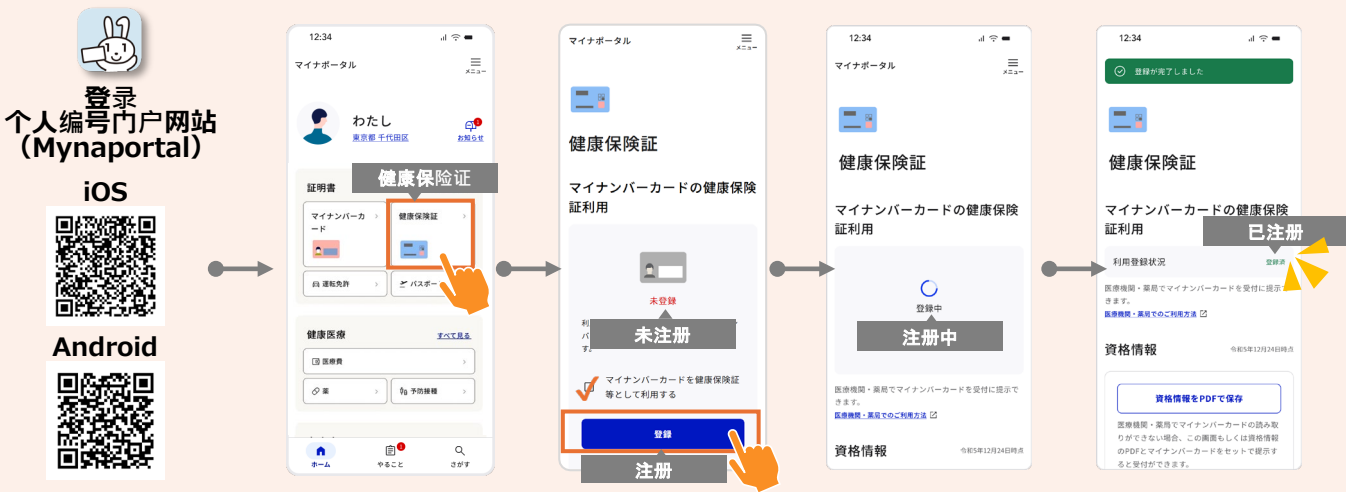 登录
个人编号门户网站
（Mynaportal）
iOS
Android
12:34
マイナポータル
メニュー
わたし
東京都 千代田区
1
お知らせ
証明書
健康保险证
マイナンバーカ
ード
健康保険証
運転免許
パスポー
健康医療
すべて見る
医療費
薬
予防接種
ホーム
1
やること
さがす
マイナポータル
メニュー
健康保険証
マイナンバーカードの健康保険
証利用
未登録
未注册
す。
マイナンバーカードを健康保険証
等として利用する
登録
注册
12:34
マイナポータル
メニュー
健康保険証
マイナンバーカードの健康保険
証利用
登録中
注册中
医療機関・薬局でマイナンバーカードを受付に提示で
きます。
医療機関・薬局でのご利用方法
資格情報
令和5年12月24日時点
12:34
登録が完了しました
健康保険証
マイナンバーカードの健康保険
証利用
已注册
利用登録状況
登録済
医療機関・薬局でマイナンバーカードを受付に提示で
きます。
医療機関・薬局でのご利用方法
資格情報
令和5年12月24日時点
資格情報をPDFで保存
医療機関・薬局でマイナンバーカードの読み取
りができない場合、この画面もしくは資格情報
のPDFとマイナンバーカードをセットで提示す
ると受付ができます。